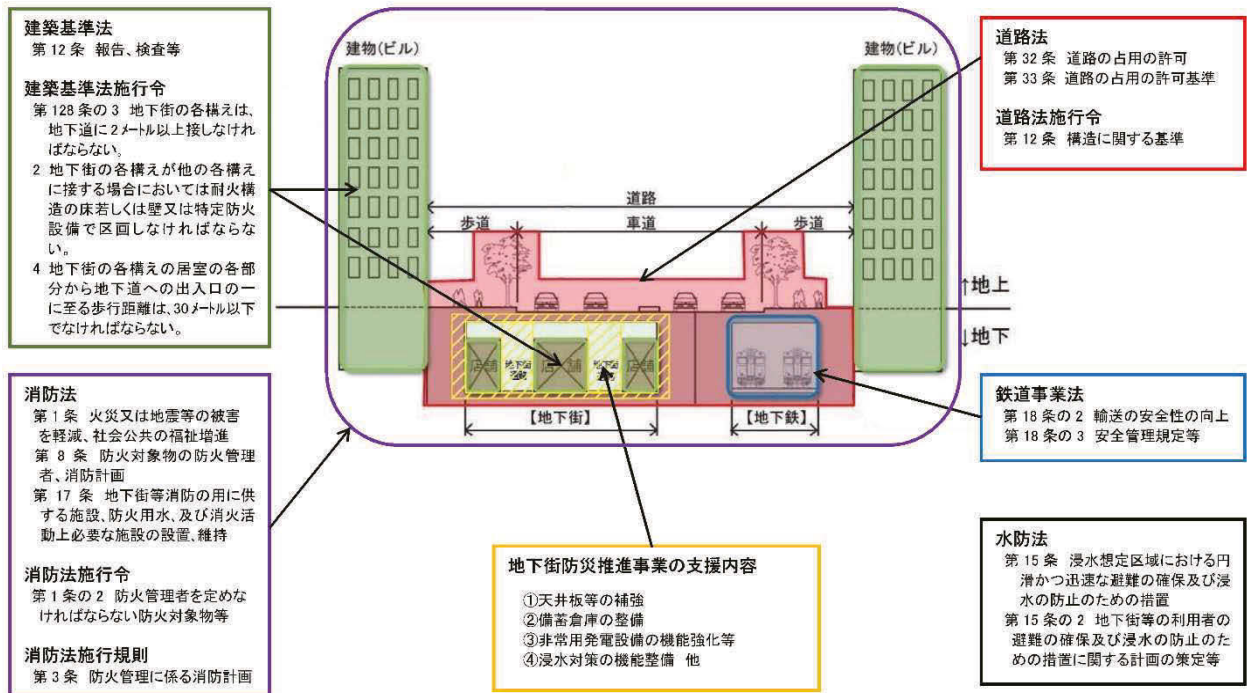 建築基準法
第12条 報告、検査等
建築基準法施行令
第128条の3 地下街の各構えは、
地下道に2メートル以上接しなけれ
ばならない。
2 地下街の各構えが他の各構え
に接する場合においては耐火構
造の床若しくは壁又は特定防火
設備で区画しなければならな
い。
4 地下街の各構えの居室の各部
分から地下道への出入口の一
に至る歩行距離は、30メートル以下
でなければならない。
消防法
第1条 火災又は地震等の被害
を軽減、社会公共の福祉増進
第8条 防火対象物の防火管理
者、消防計画
第17条 地下街等消防の用に供
する施設、防火用水、及び消火活
動上必要な施設の設置、維持
消防法施行令
第1条の2 防火管理者を定めな
ければならない防火対象物等
消防法施行規則
第3条 防火管理に係る消防計画
建物(ビル)
建物(ビル)
道路
歩道
車道
歩道
↑地上
↓地下
店舗
店舗
店舗
【地下街】
【地下鉄】
地下街防災推進事業の支援内容
①天井板等の補強
②備蓄倉庫の整備
③非常用発電設備の機能強化等
④浸水対策の機能整備 他
道路法
第32条 道路の占用の許可
第33条 道路の占用の許可基準
道路法施行令
第12条 構造に関する基準
鉄道事業法
第18条の2 輸送の安全性の向上
第18条の3 安全管理規定等
水防法
第15条 浸水想定区域における円
滑かつ迅速な避難の確保及び浸
水の防止のための措置
第15条の2 地下街等の利用者の
避難の確保及び浸水の防止のた
めの措置に関する計画の策定等